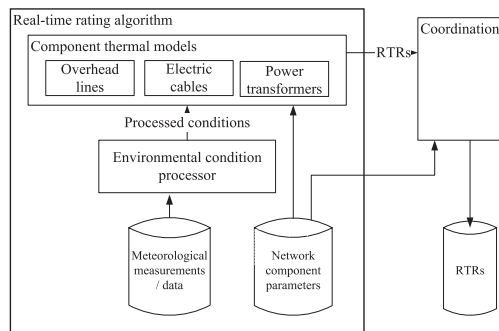 Real-time rating algorithm
Component thermal models
Overhead
lines
Electric
cables
Power
transformers
RTRs
Coordination
Processed conditions
Environmental condition
processor
Meteorological
measurements
/ data
Network
component
parameters
RTRs